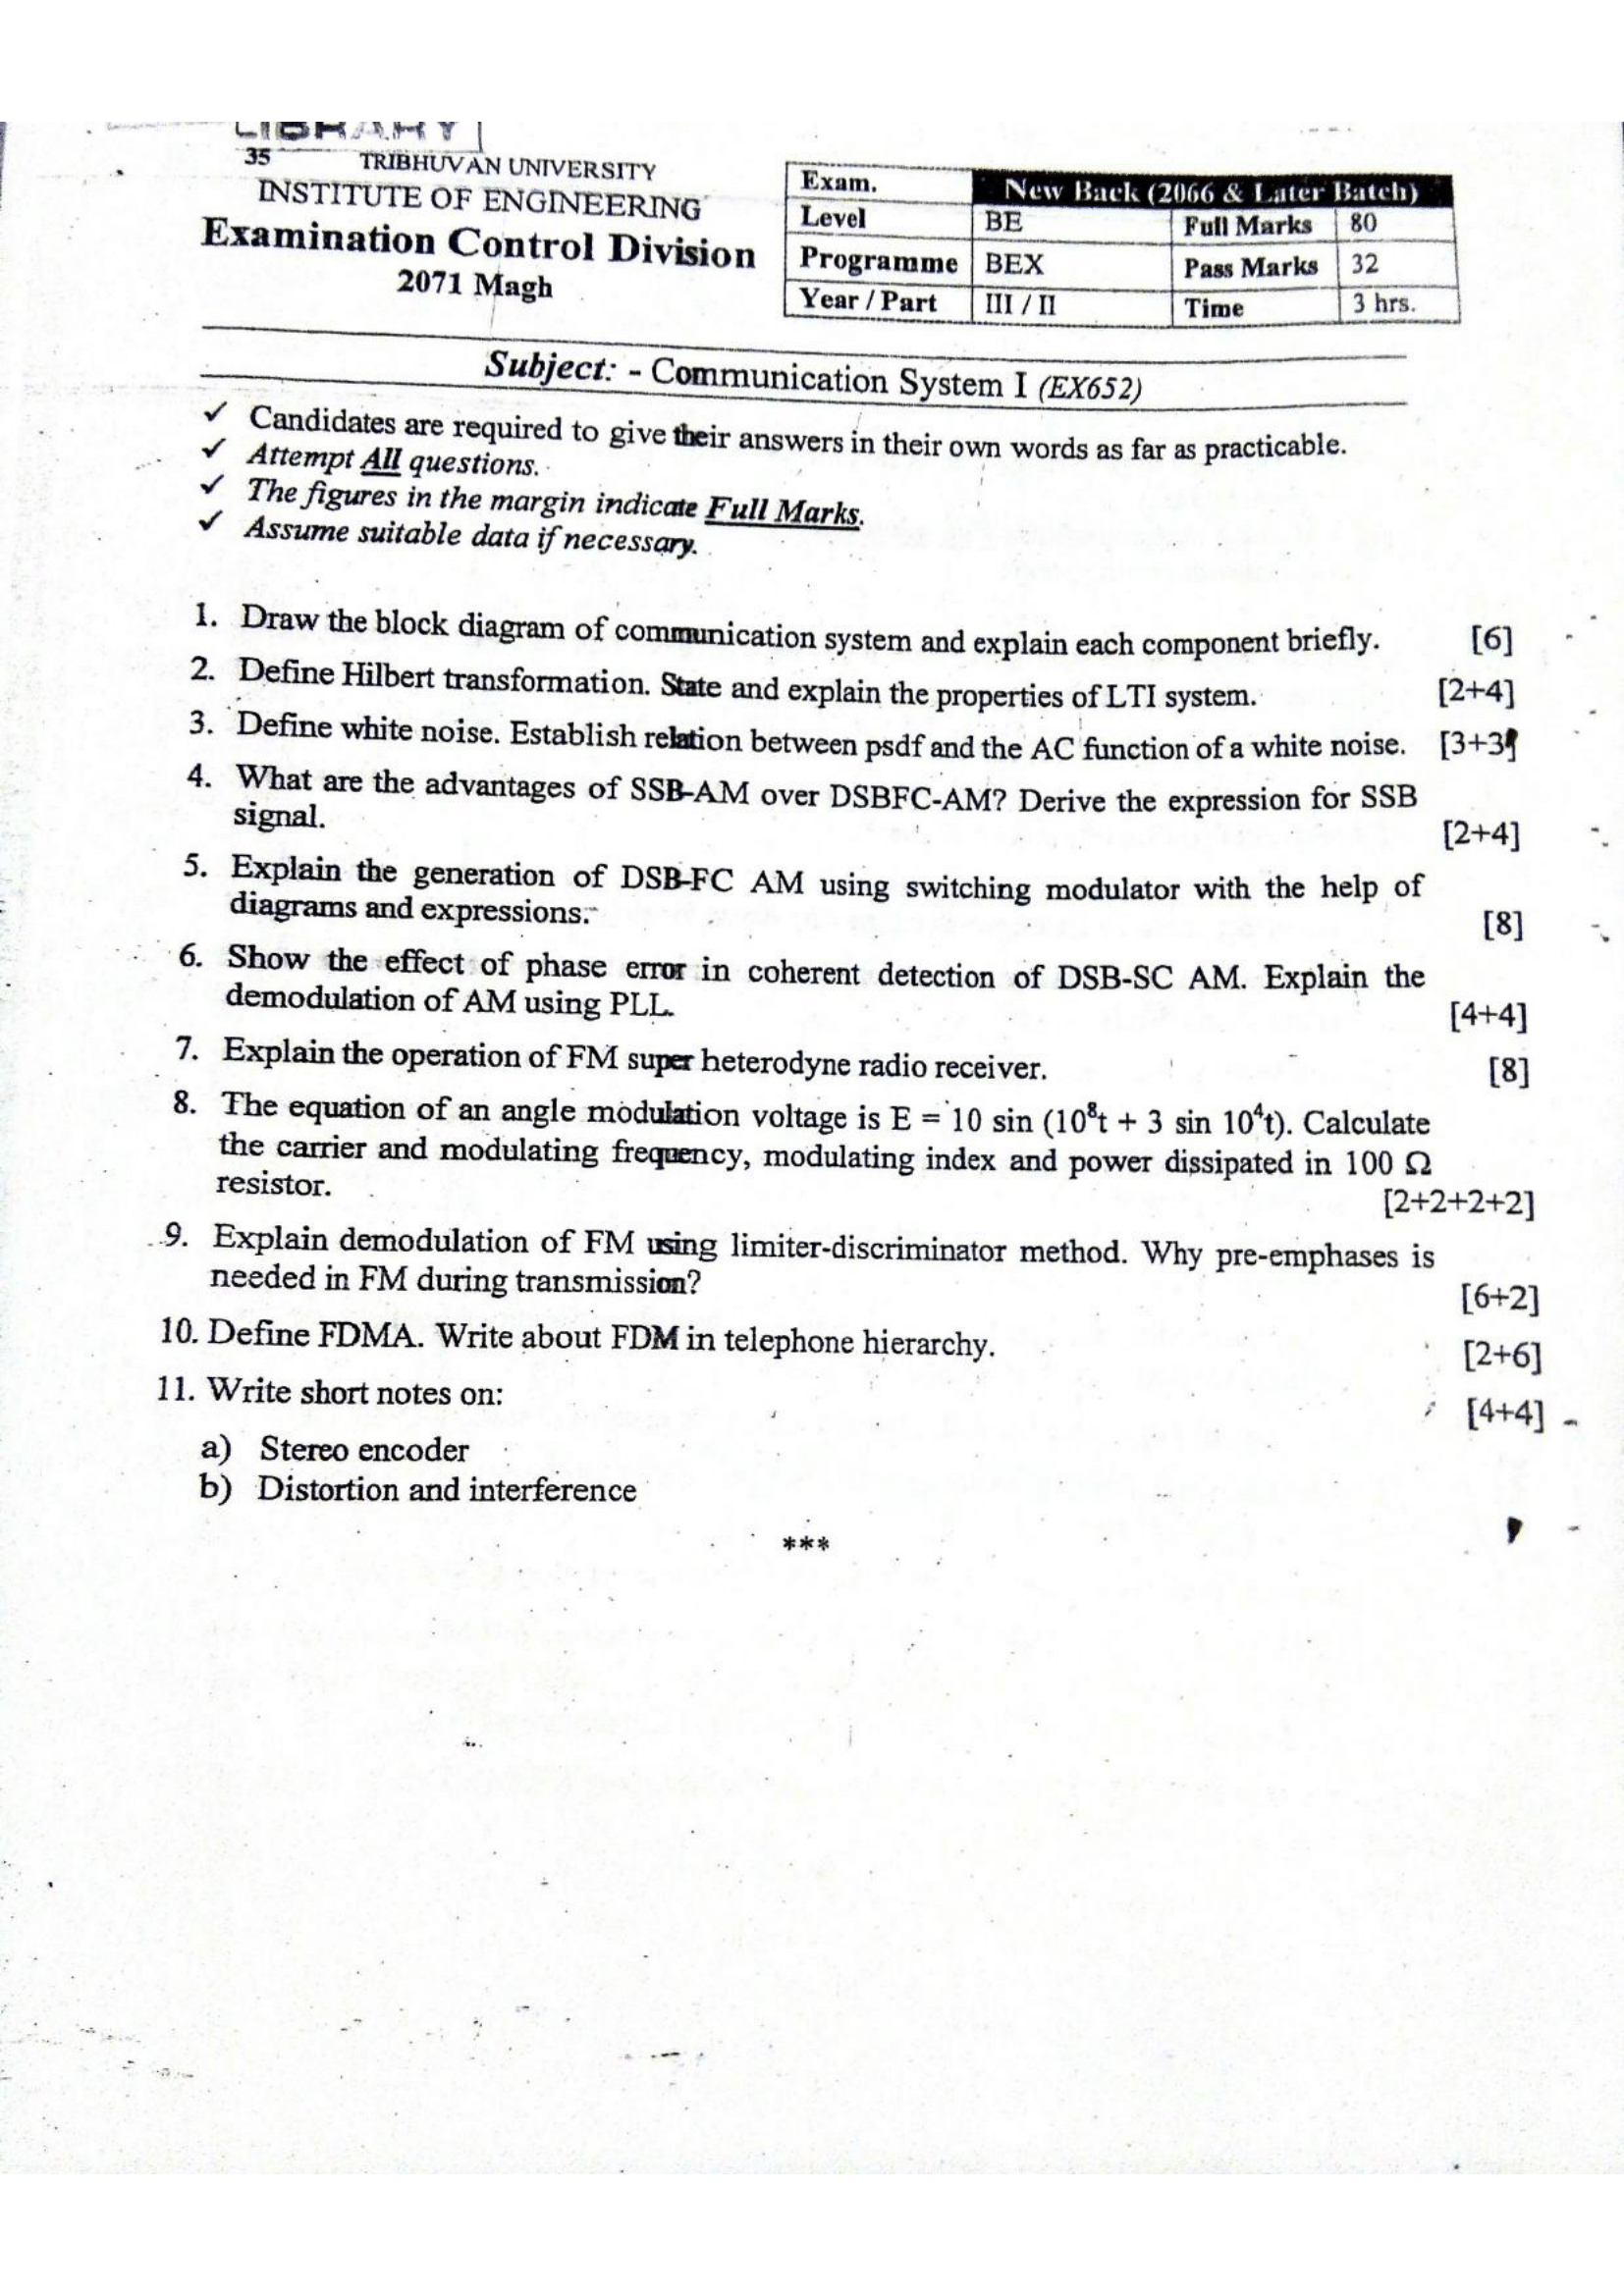 LIBRARY
35
TRIBHUVAN UNIVERSITY
INSTITUTE OF ENGINEERING
Examination Control Division
2071 Magh
Exam. New Back (2066 & Later Batch)
Level BE Full Marks 80
Programme BEX Pass Marks 32
Year / Part III / II Time 3 hrs.
Subject: - Communication System I (EX652)
✓ Candidates are required to give their answers in their own words as far as practicable.
✓ Attempt All questions.
✓ The figures in the margin indicate Full Marks.
✓ Assume suitable data if necessary.
1. Draw the block diagram of communication system and explain each component briefly. [6]
2. Define Hilbert transformation. State and explain the properties of LTI system. [2+4]
3. Define white noise. Establish relation between psdf and the AC function of a white noise. [3+3]
4. What are the advantages of SSB-AM over DSBFC-AM? Derive the expression for SSB
signal. [2+4]
5. Explain the generation of DSB-FC AM using switching modulator with the help of
diagrams and expressions. [8]
6. Show the effect of phase error in coherent detection of DSB-SC AM. Explain the
demodulation of AM using PLL. [4+4]
7. Explain the operation of FM super heterodyne radio receiver. [8]
8. The equation of an angle modulation voltage is E = 10 sin (10⁸t + 3 sin 10⁴t). Calculate
the carrier and modulating frequency, modulating index and power dissipated in 100 Ω
resistor. [2+2+2+2]
9. Explain demodulation of FM using limiter-discriminator method. Why pre-emphases is
needed in FM during transmission? [6+2]
10. Define FDMA. Write about FDM in telephone hierarchy. [2+6]
11. Write short notes on: [4+4]
a) Stereo encoder
b) Distortion and interference
***